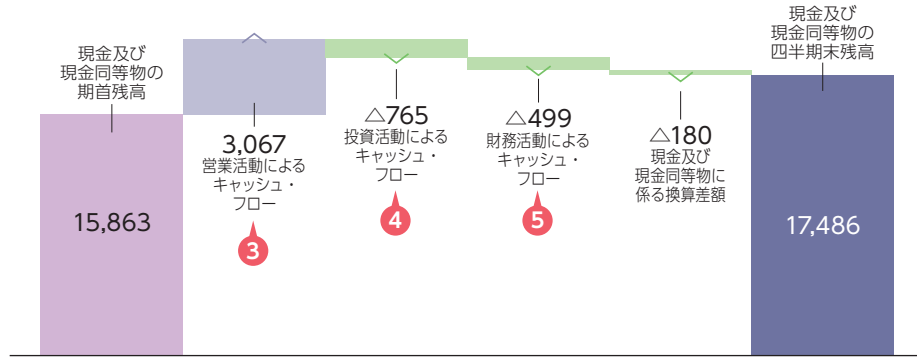 現金及び
現金同等物の
期首残高
15,863
3,067
営業活動による
キャッシュ・
フロー
3
△765
投資活動による
キャッシュ・
フロー
4
△499
財務活動による
キャッシュ・
フロー
5
△180
現金及び
現金同等物に
係る換算差額
現金及び
現金同等物の
四半期末残高
17,486